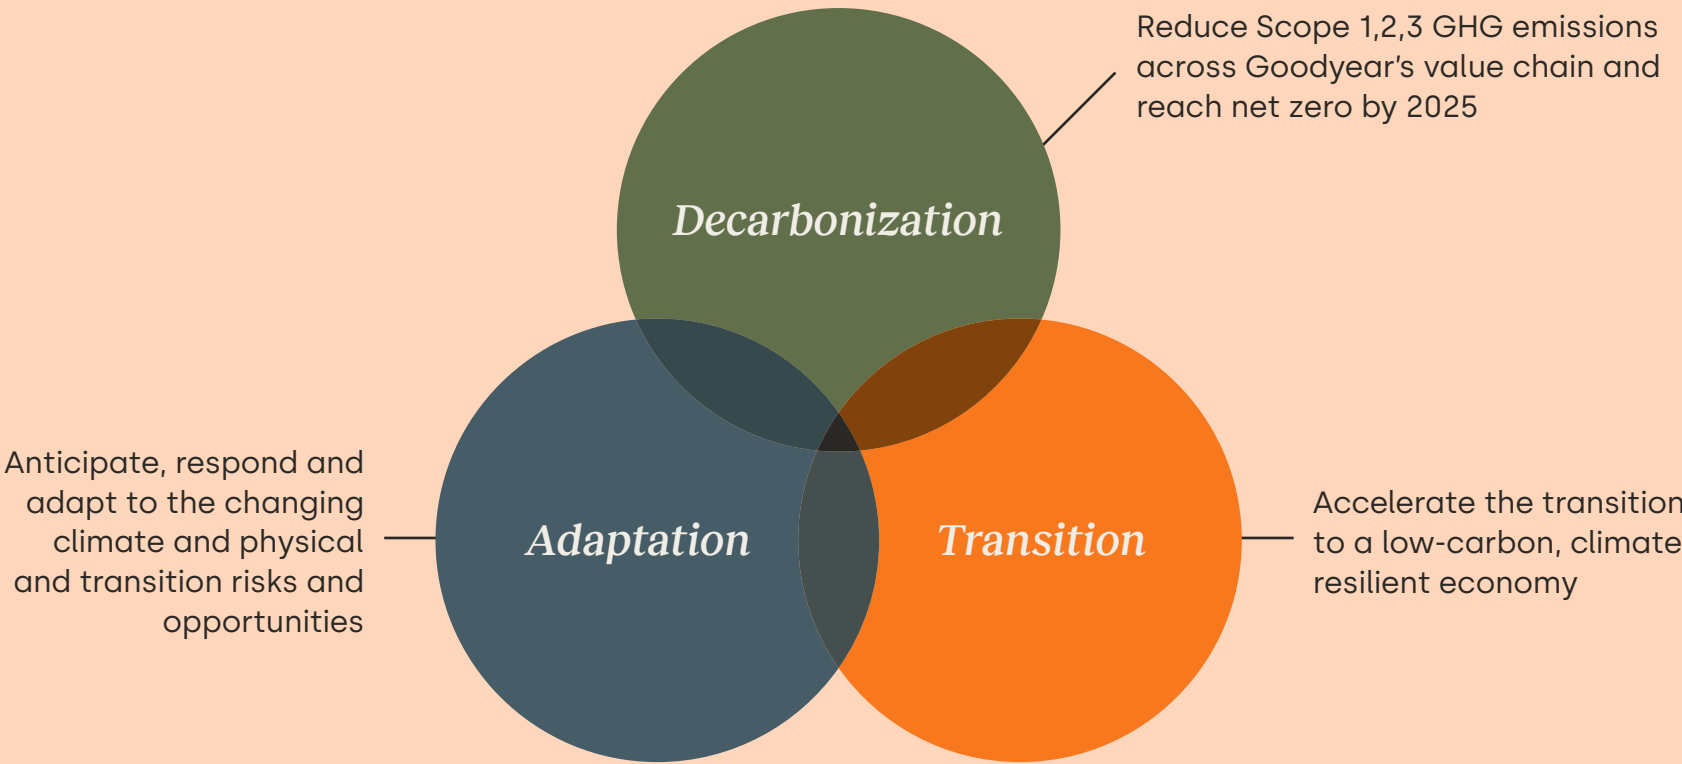 Reduce Scope 1,2,3 GHG emissions
across Goodyear’s value chain and
reach net zero by 2025
Decarbonization
Anticipate, respond and
adapt to the changing
climate and physical
and transition risks and
opportunities
Adaptation
Transition
Accelerate the transition
to a low-carbon, climate
resilient economy